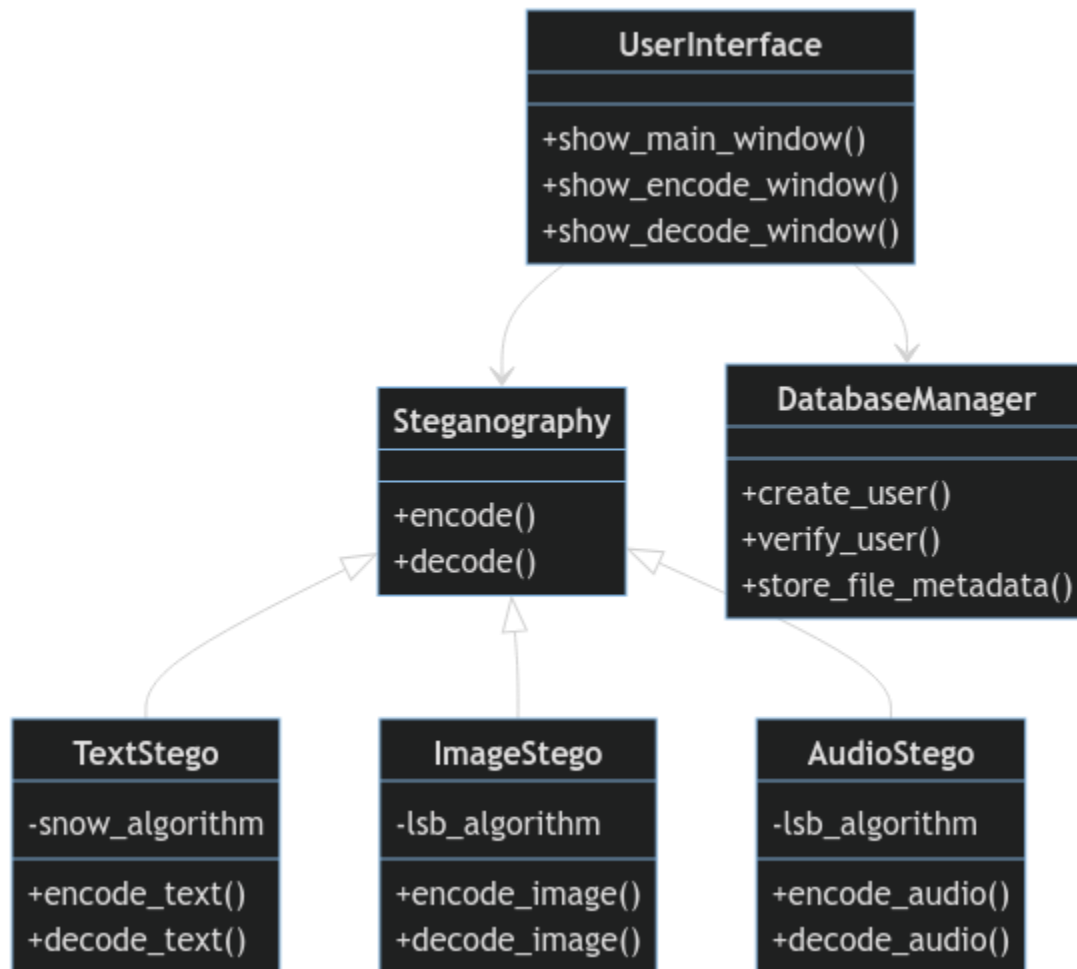 UserInterface
+show_main_window()
+show_encode_window()
+show_decode_window()
Steganography
+encode()
+decode()
DatabaseManager
+create_user()
+verify_user()
+store_file_metadata()
TextStego
-snow_algorithm
+encode_text()
+decode_text()
ImageStego
-lsb_algorithm
+encode_image()
+decode_image()
AudioStego
-lsb_algorithm
+encode_audio()
+decode_audio()